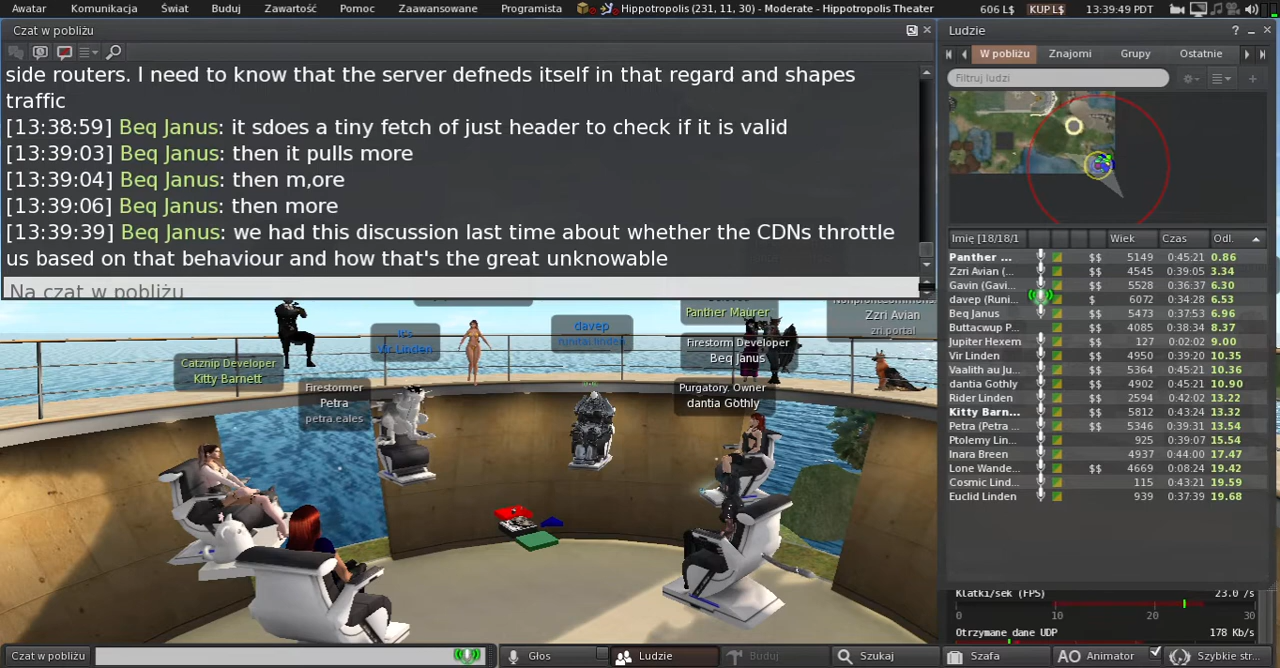 Awatar Komunikacja Świat Buduj Zawartość Pomoc Zaawansowane Programista Hippotropolis (231, 11, 30) - Moderate - Hippotropolis Theater 606 L$ KUP L$ 13:39:49 PDT
Czat w pobliżu
side routers. I need to know that the server defneds itself in that regard and shapes
traffic
[13:38:59] Beq Janus: it sdoes a tiny fetch of just header to check if it is valid
[13:39:03] Beq Janus: then it pulls more
[13:39:04] Beq Janus: then m,ore
[13:39:06] Beq Janus: then more
[13:39:39] Beq Janus: we had this discussion last time about whether the CDNs throttle
us based on that behaviour and how that's the great unknowable
Na czat w pobliżu
Catznip Developer
Kitty Barnett
Firestormer
Petra
petra.eales
It's
Vir Linden
davep
Panther Maurer
Firestorm Developer
Beq Janus
Purgatory. Owner
dantia Gothly
Zzri Avian
zri portal
Ludzie
W pobliżu Znajomi Grupy Ostatnie
Filtruj ludzi
Imię [18/18/1 Wiek Czas Odl.
Panther ... $$ 5149 0:45:21 0.86
Zzri Avian (... $$ 4545 0:39:05 3.34
Gavin (Gavi... $$ 5528 0:36:37 6.30
davep (Runi... $ 6072 0:34:28 6.53
Beq Janus $$ 5473 0:37:53 6.96
Buttacwup P... $$ 4085 0:38:34 8.37
Jupiter Hexem $$ 127 0:02:02 9.00
Vir Linden $$ 4950 0:39:20 10.35
Vaalith au Ju... $$ 5364 0:45:21 10.36
dantia Gothly $$ 4902 0:45:21 10.90
Rider Linden $$ 2594 0:42:02 13.22
Kitty Barn... $$ 5812 0:43:24 13.32
Petra (Petra ... $$ 5346 0:39:31 13.54
Ptolemy Lin... 925 0:39:07 15.54
Inara Breen 4937 0:44:00 17.47
Lone Wande... $$ 4669 0:08:24 19.42
Cosmic Lind... 115 0:43:21 19.59
Euclid Linden 939 0:37:39 19.68
Klatki/sek (FPS) 23.0 /s
0 10 20 30
Otrzymane dane UDP 178 Kb/s
Czat w pobliżu Głos Ludzie Buduj Szukaj Szafa AO Animator Szybkie str...